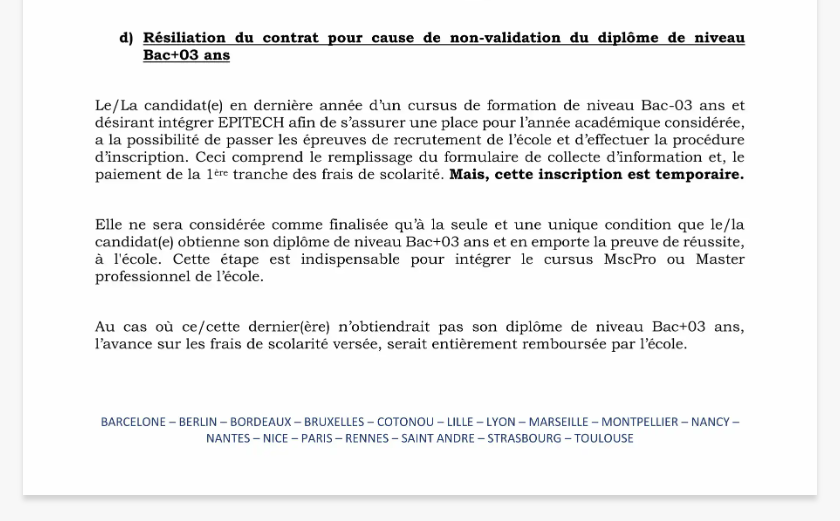 d) Résiliation du contrat pour cause de non-validation du diplôme de niveau
Bac+03 ans
Le/La candidat(e) en dernière année d'un cursus de formation de niveau Bac-03 ans et
désirant intégrer EPITECH afin de s'assurer une place pour l'année académique considérée,
a la possibilité de passer les épreuves de recrutement de l'école et d'effectuer la procédure
d'inscription. Ceci comprend le remplissage du formulaire de collecte d'information et, le
paiement de la 1ère tranche des frais de scolarité. Mais, cette inscription est temporaire.
Elle ne sera considérée comme finalisée qu'à la seule et une unique condition que le/la
candidat(e) obtienne son diplôme de niveau Bac+03 ans et en emporte la preuve de réussite,
à l'école. Cette étape est indispensable pour intégrer le cursus MscPro ou Master
professionnel de l'école.
Au cas où ce/cette dernier(ère) n'obtiendrait pas son diplôme de niveau Bac+03 ans,
l'avance sur les frais de scolarité versée, serait entièrement remboursée par l'école.
BARCELONE – BERLIN – BORDEAUX – BRUXELLES – COTONOU – LILLE – LYON – MARSEILLE – MONTPELLIER – NANCY –
NANTES – NICE – PARIS – RENNES – SAINT ANDRE – STRASBOURG – TOULOUSE